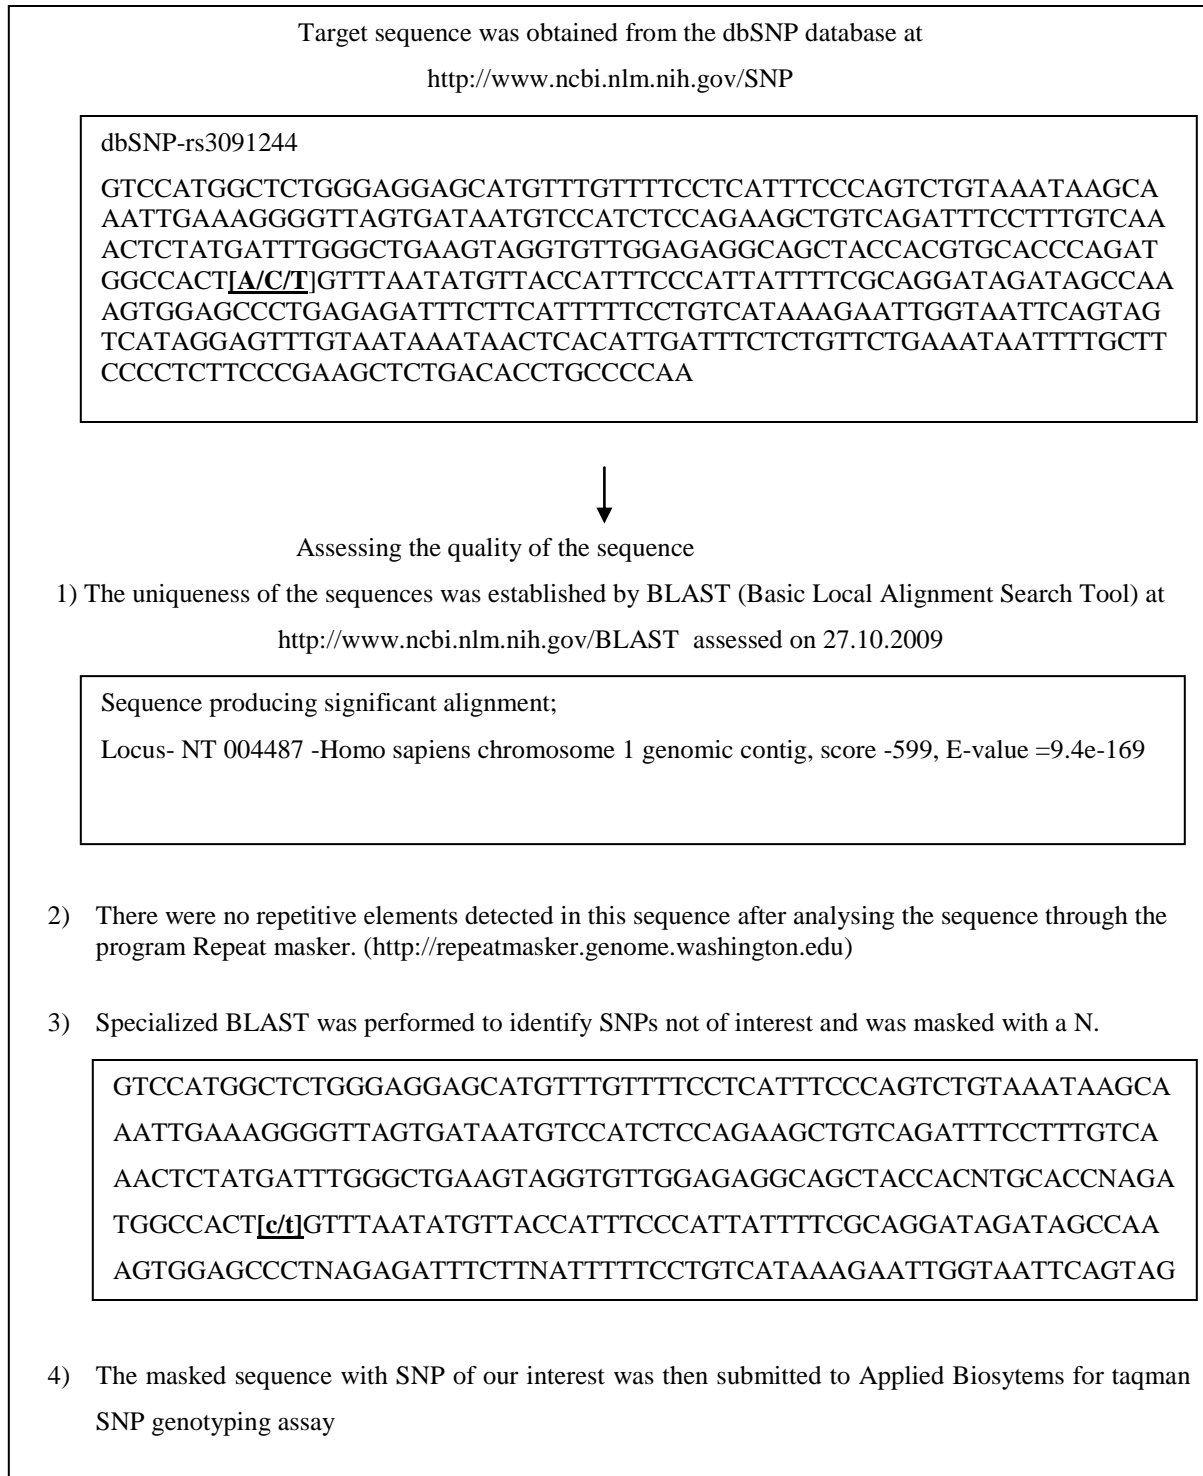 Target sequence was obtained from the dbSNP database at
http://www.ncbi.nlm.nih.gov/SNP
dbSNP-rs3091244
GTCCATGGCTCTGGGAGGAGCATGTTTGTTTTCCTCATTTCCCAGTCTGTAAATAAGCA
AATTGAAAGGGGTTAGTGATAATGTCCATCTCCAGAAGCTGTCAGATTTCCTTTGTCAA
ACTCTATGATTTGGGCTGAAGTAGGTGTTGGAGAGGCAGCTACCACGTGCACCCAGAT
GGCCACT[A/C/T]GTTTAATATGTTACCATTTCCCATTATTTTCGCAGGATAGATAGCCAA
AGTGGAGCCCTGAGAGATTTCTTCATTTTTCCTGTCATAAAGAATTGGTAATTCAGTAG
TCATAGGAGTTTGTAATAAATAACTCACATTGATTTCTCTGTTCTGAAATAATTTTGCTT
CCCCTCTTCCCGAAGCTCTGACACCTGCCCCAA
Assessing the quality of the sequence
1) The uniqueness of the sequences was established by BLAST (Basic Local Alignment Search Tool) at
http://www.ncbi.nlm.nih.gov/BLAST assessed on 27.10.2009
Sequence producing significant alignment;
Locus- NT 004487 -Homo sapiens chromosome 1 genomic contig, score -599, E-value =9.4e-169
2) There were no repetitive elements detected in this sequence after analysing the sequence through the
program Repeat masker. (http://repeatmasker.genome.washington.edu)
3) Specialized BLAST was performed to identify SNPs not of interest and was masked with a N.
GTCCATGGCTCTGGGAGGAGCATGTTTGTTTTCCTCATTTCCCAGTCTGTAAATAAGCA
AATTGAAAGGGGTTAGTGATAATGTCCATCTCCAGAAGCTGTCAGATTTCCTTTGTCA
AACTCTATGATTTGGGCTGAAGTAGGTGTTGGAGAGGCAGCTACCACNTGCACCNAGA
TGGCCACT[c/t]GTTTAATATGTTACCATTTCCCATTATTTTCGCAGGATAGATAGCCAA
AGTGGAGCCCTNAGAGATTTCTTNATTTTTCCTGTCATAAAGAATTGGTAATTCAGTAG
4) The masked sequence with SNP of our interest was then submitted to Applied Biosytems for taqman
SNP genotyping assay